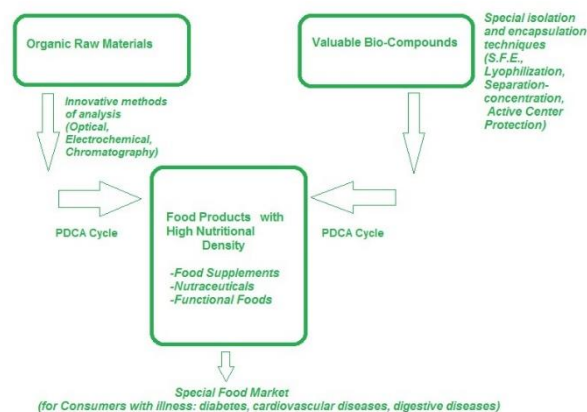 Organic Raw Materials
Valuable Bio-Compounds
Special isolation
and encapsulation
techniques
(S.F.E.,
Lyophilization,
Separation-
concentration,
Active Center
Protection)
Innovative methods
of analysis
(Optical,
Electrochemical,
Chromatography)
PDCA Cycle
Food Products with
High Nutritional
Density
-Food Supplements
-Nutraceuticals
-Functional Foods
PDCA Cycle
Special Food Market
(for Consumers with illness: diabetes, cardiovascular diseases, digestive diseases)